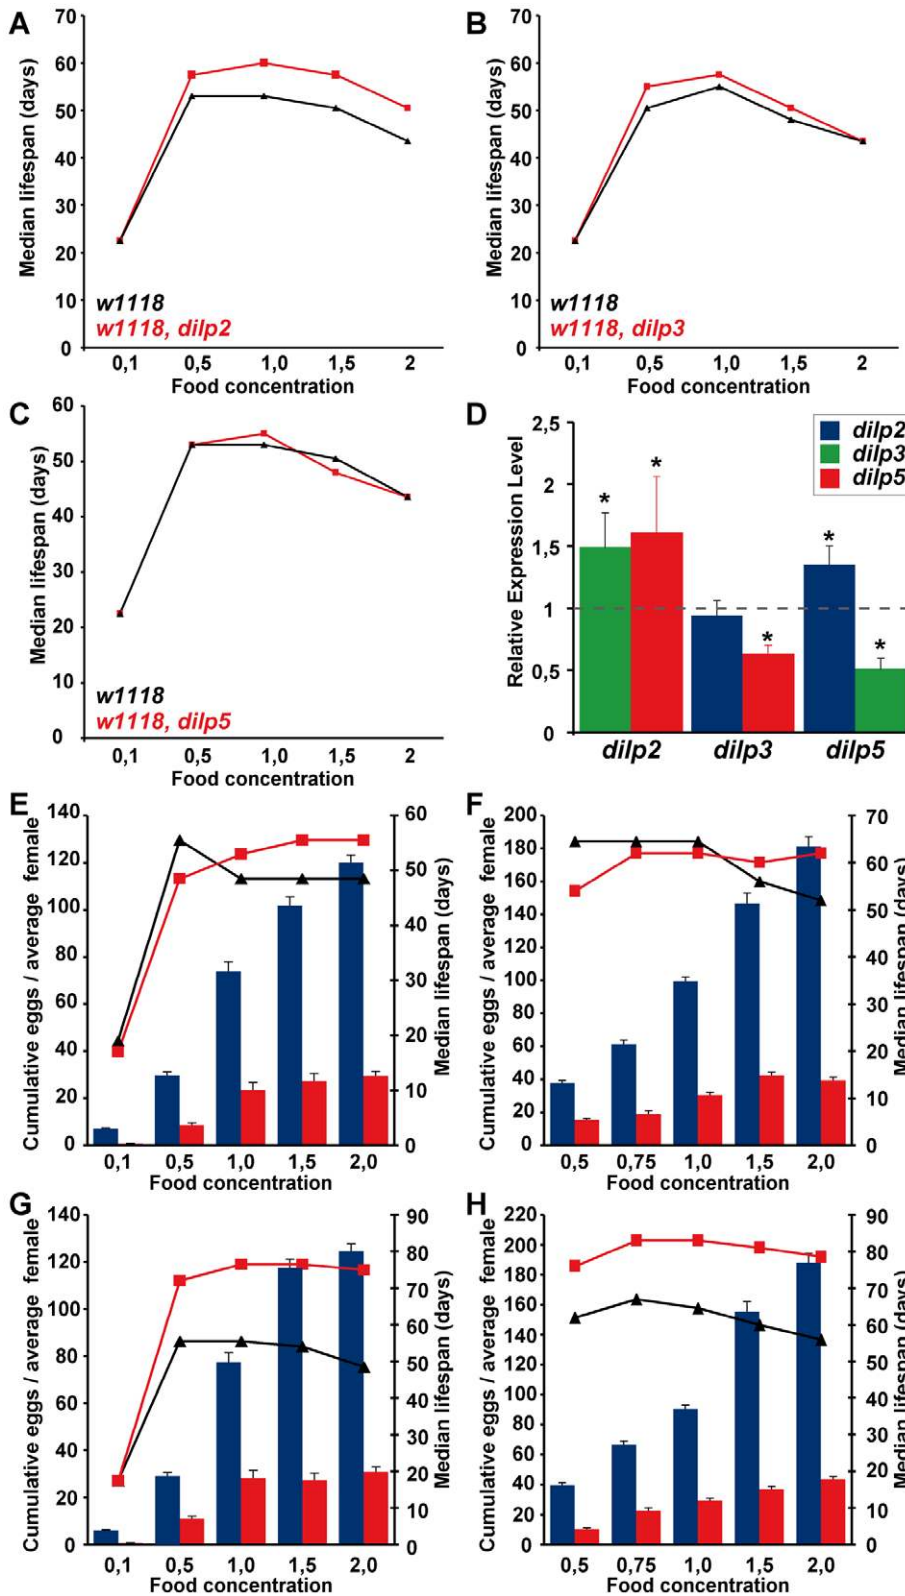 A
Median lifespan (days)
70
60
50
40
30
20
10
0
w1118
w1118, dilp2
0,1 0,5 1,0 1,5 2
Food concentration
B
Median lifespan (days)
70
60
50
40
30
20
10
0
w1118
w1118, dilp3
0,1 0,5 1,0 1,5 2
Food concentration
C
Median lifespan (days)
60
50
40
30
20
10
0
w1118
w1118, dilp5
0,1 0,5 1,0 1,5 2
Food concentration
D
Relative Expression Level
2,5
2
1,5
1
0,5
0
dilp2
dilp3
dilp5
* * * * *
dilp2 dilp3 dilp5
E
Cumulative eggs / average female
140
120
100
80
60
40
20
0
60
50
40
30
20
10
0
Median lifespan (days)
0,1 0,5 1,0 1,5 2,0
Food concentration
F
Cumulative eggs / average female
200
180
160
140
120
100
80
60
40
20
0
70
60
50
40
30
20
10
0
Median lifespan (days)
0,5 0,75 1,0 1,5 2,0
Food concentration
G
Cumulative eggs / average female
140
120
100
80
60
40
20
0
90
80
70
60
50
40
30
20
10
0
Median lifespan (days)
0,1 0,5 1,0 1,5 2,0
Food concentration
H
Cumulative eggs / average female
220
200
180
160
140
120
100
80
60
40
20
0
90
80
70
60
50
40
30
20
10
0
Median lifespan (days)
0,5 0,75 1,0 1,5 2,0
Food concentration